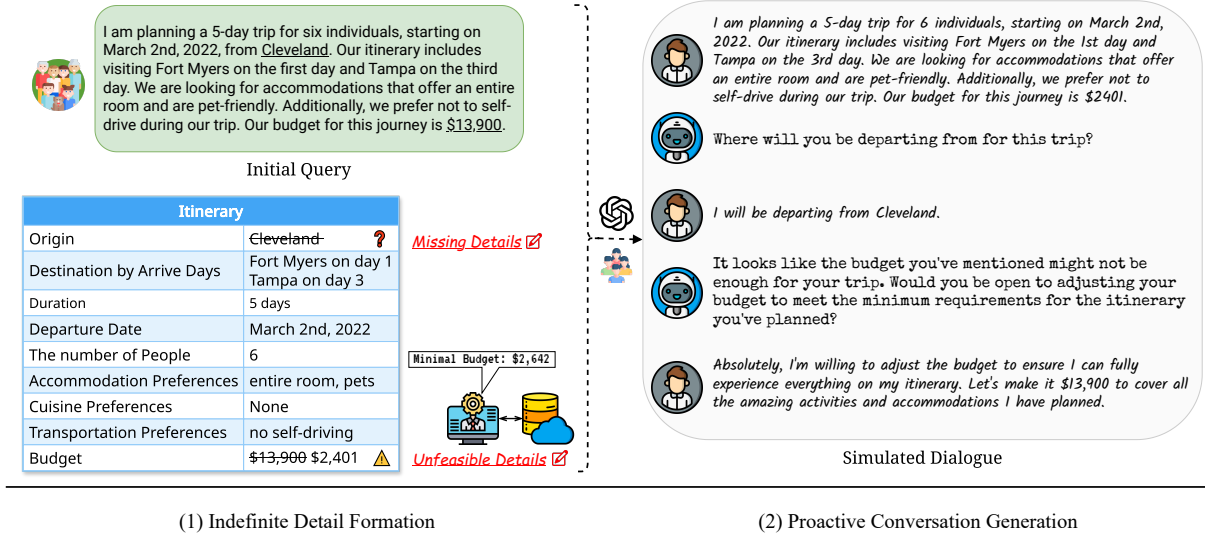 I am planning a 5-day trip for six individuals, starting on
March 2nd, 2022, from Cleveland. Our itinerary includes
visiting Fort Myers on the first day and Tampa on the third
day. We are looking for accommodations that offer an entire
room and are pet-friendly. Additionally, we prefer not to self-
drive during our trip. Our budget for this journey is $13,900.
Initial Query
Itinerary
Origin Cleveland ?
Missing Details
Destination by Arrive Days Fort Myers on day 1
Tampa on day 3
Duration 5 days
Departure Date March 2nd, 2022
The number of People 6
Accommodation Preferences entire room, pets
Cuisine Preferences None
Transportation Preferences no self-driving
Budget $13,900 $2,401
Minimal Budget: $2,642
Unfeasible Details
(1) Indefinite Detail Formation
I am planning a 5-day trip for 6 individuals, starting on March 2nd,
2022. Our itinerary includes visiting Fort Myers on the 1st day and
Tampa on the 3rd day. We are looking for accommodations that offer
an entire room and are pet-friendly. Additionally, we prefer not to
self-drive during our trip. Our budget for this journey is $2401.
Where will you be departing from for this trip?
I will be departing from Cleveland.
It looks like the budget you've mentioned might not be
enough for your trip. Would you be open to adjusting your
budget to meet the minimum requirements for the itinerary
you've planned?
Absolutely, I'm willing to adjust the budget to ensure I can fully
experience everything on my itinerary. Let's make it $13,900 to cover all
the amazing activities and accommodations I have planned.
Simulated Dialogue
(2) Proactive Conversation Generation